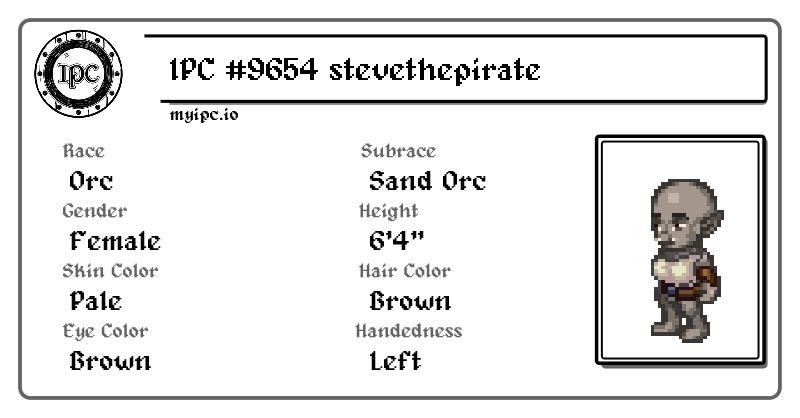 IPC
IPC #9654 stevethepirate
myipc.io
Race
Orc
Subrace
Sand Orc
Gender
Female
Height
6'4"
Skin Color
Pale
Hair Color
Brown
Eye Color
Brown
Handedness
Left